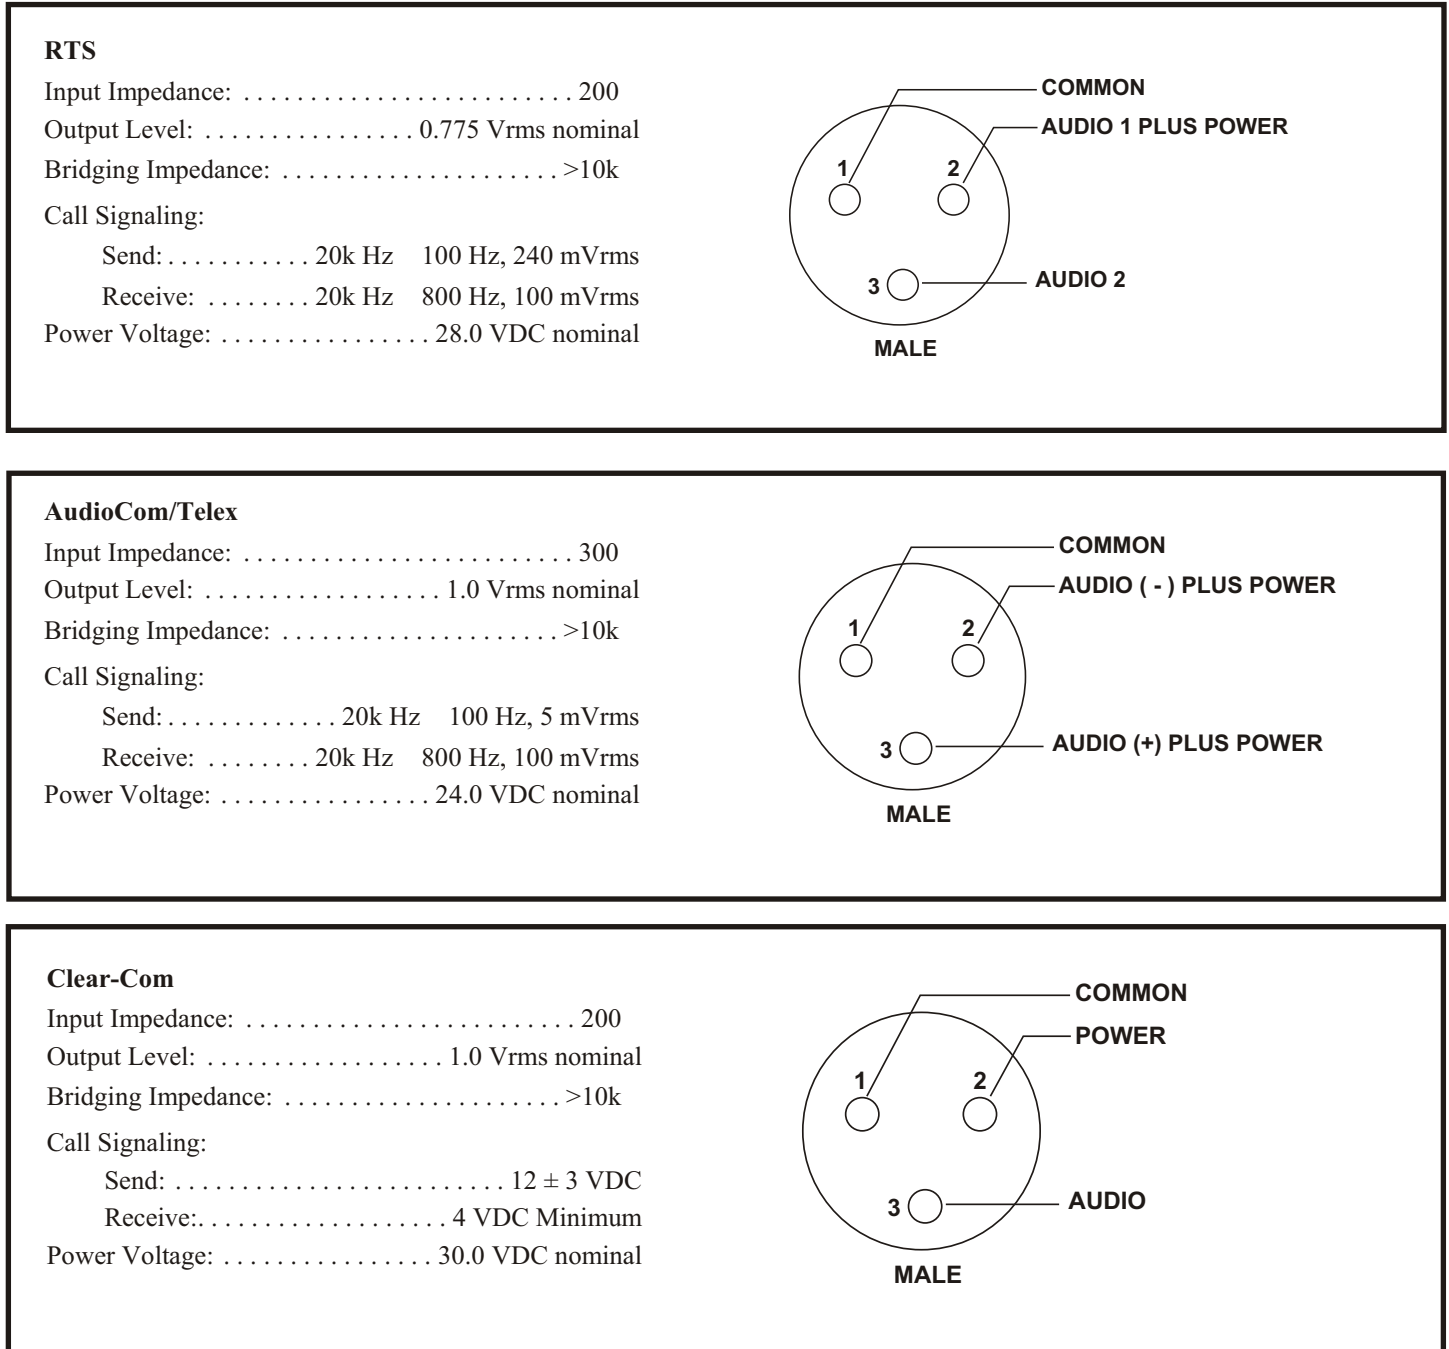 RTS
Input Impedance: . . . . . . . . . . . . . . . . . . . . . . . . . 200
Output Level: . . . . . . . . . . . . . . . . 0.775 Vrms nominal
Bridging Impedance: . . . . . . . . . . . . . . . . . . . . . >10k
Call Signaling:
Send: . . . . . . . . . . . 20k Hz 100 Hz, 240 mVrms
Receive: . . . . . . . . 20k Hz 800 Hz, 100 mVrms
Power Voltage: . . . . . . . . . . . . . . . . 28.0 VDC nominal
COMMON
AUDIO 1 PLUS POWER
1 2
3 AUDIO 2
MALE
AudioCom/Telex
Input Impedance: . . . . . . . . . . . . . . . . . . . . . . . . . 300
Output Level: . . . . . . . . . . . . . . . . . . 1.0 Vrms nominal
Bridging Impedance: . . . . . . . . . . . . . . . . . . . . . >10k
Call Signaling:
Send: . . . . . . . . . . . . . 20k Hz 100 Hz, 5 mVrms
Receive: . . . . . . . . 20k Hz 800 Hz, 100 mVrms
Power Voltage: . . . . . . . . . . . . . . . . 24.0 VDC nominal
COMMON
AUDIO ( - ) PLUS POWER
1 2
3 AUDIO (+) PLUS POWER
MALE
Clear-Com
Input Impedance: . . . . . . . . . . . . . . . . . . . . . . . . . 200
Output Level: . . . . . . . . . . . . . . . . . . 1.0 Vrms nominal
Bridging Impedance: . . . . . . . . . . . . . . . . . . . . . >10k
Call Signaling:
Send: . . . . . . . . . . . . . . . . . . . . . . . . . 12 ± 3 VDC
Receive: . . . . . . . . . . . . . . . . . . . 4 VDC Minimum
Power Voltage: . . . . . . . . . . . . . . . . 30.0 VDC nominal
COMMON
POWER
1 2
3 AUDIO
MALE